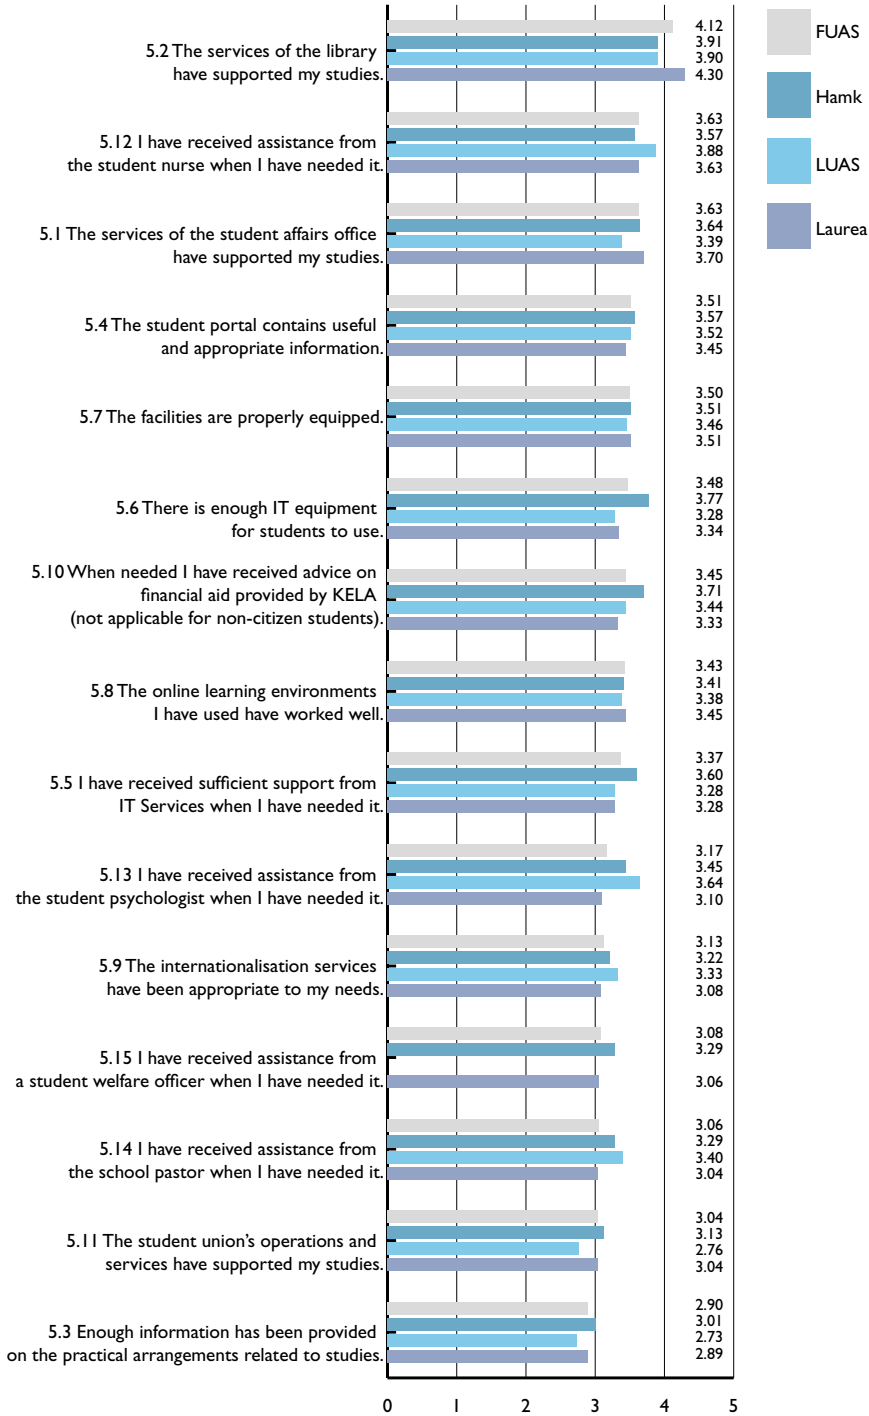 5.2 The services of the library
have supported my studies.
4.12
3.91
3.90
4.30
5.12 I have received assistance from
the student nurse when I have needed it.
3.63
3.57
3.88
3.63
5.1 The services of the student affairs office
have supported my studies.
3.63
3.64
3.39
3.70
5.4 The student portal contains useful
and appropriate information.
3.51
3.57
3.52
3.45
5.7 The facilities are properly equipped.
3.50
3.51
3.46
3.51
5.6 There is enough IT equipment
for students to use.
3.48
3.77
3.28
3.34
5.10 When needed I have received advice on
financial aid provided by KELA
(not applicable for non-citizen students).
3.45
3.71
3.44
3.33
5.8 The online learning environments
I have used have worked well.
3.43
3.41
3.38
3.45
5.5 I have received sufficient support from
IT Services when I have needed it.
3.37
3.60
3.28
3.28
5.13 I have received assistance from
the student psychologist when I have needed it.
3.17
3.45
3.64
3.10
5.9 The internationalisation services
have been appropriate to my needs.
3.13
3.22
3.33
3.08
5.15 I have received assistance from
a student welfare officer when I have needed it.
3.08
3.29
3.06
5.14 I have received assistance from
the school pastor when I have needed it.
3.06
3.29
3.40
3.04
5.11 The student union's operations and
services have supported my studies.
3.04
3.13
2.76
3.04
5.3 Enough information has been provided
on the practical arrangements related to studies.
2.90
3.01
2.73
2.89
0 1 2 3 4 5
FUAS
Hamk
LUAS
Laurea